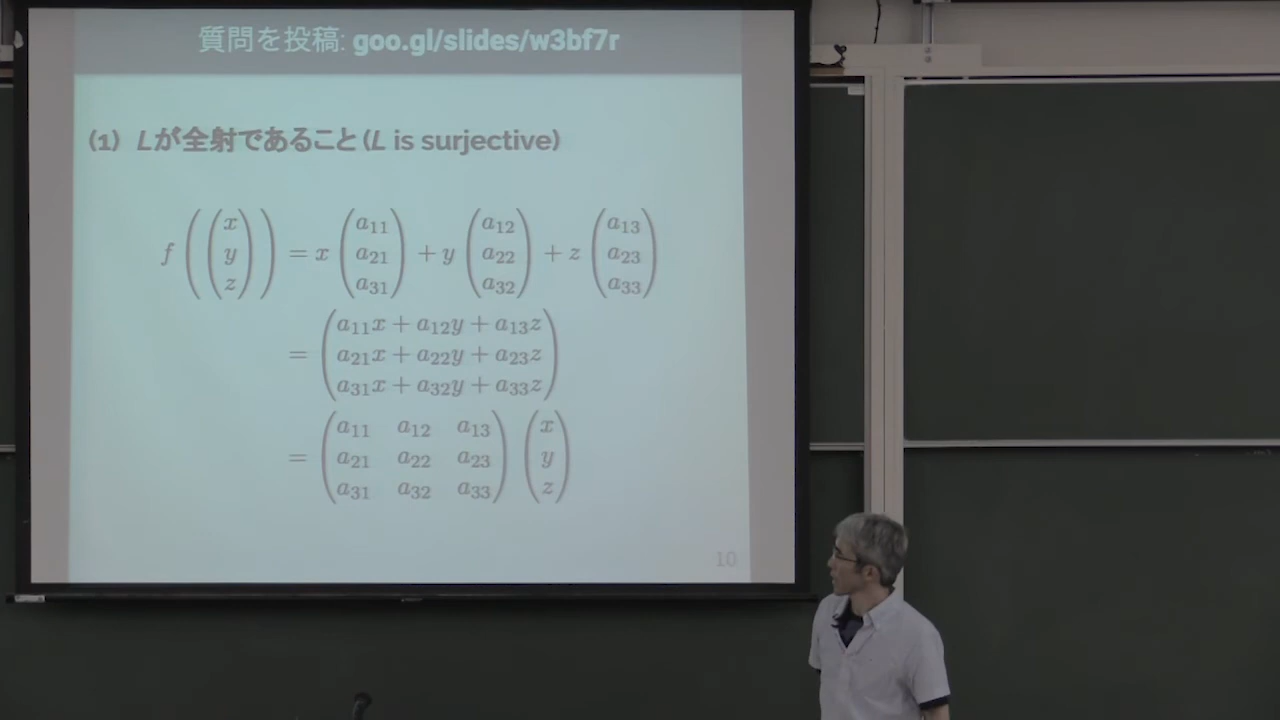 質問を投稿: goo.gl/slides/w3bf7r
(1) Lが全射であること (L is surjective)
f((x y z)) = x(a11 a21 a31) + y(a12 a22 a32) + z(a13 a23 a33)
= (a11x + a12y + a13z
a21x + a22y + a23z
a31x + a32y + a33z)
= (a11 a12 a13
a21 a22 a23
a31 a32 a33) (x y z)
10